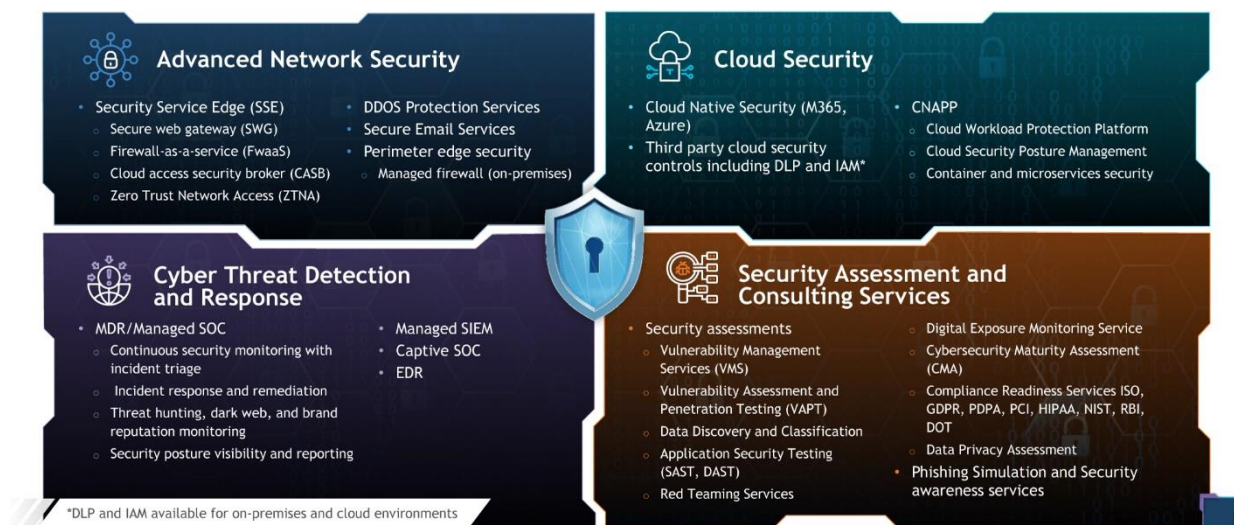 Advanced Network Security
• Security Service Edge (SSE)
○ Secure web gateway (SWG)
○ Firewall-as-a-service (FwaaS)
○ Cloud access security broker (CASB)
○ Zero Trust Network Access (ZTNA)
• DDOS Protection Services
• Secure Email Services
• Perimeter edge security
○ Managed firewall (on-premises)
Cloud Security
• Cloud Native Security (M365,
Azure)
• Third party cloud security
controls including DLP and IAM*
• CNAPP
○ Cloud Workload Protection Platform
○ Cloud Security Posture Management
○ Container and microservices security
Cyber Threat Detection
and Response
• MDR/Managed SOC
○ Continuous security monitoring with
incident triage
○ Incident response and remediation
○ Threat hunting, dark web, and brand
reputation monitoring
○ Security posture visibility and reporting
• Managed SIEM
• Captive SOC
• EDR
Security Assessment and
Consulting Services
• Security assessments
○ Vulnerability Management
Services (VMS)
○ Vulnerability Assessment and
Penetration Testing (VAPT)
○ Data Discovery and Classification
○ Application Security Testing
(SAST, DAST)
○ Red Teaming Services
○ Digital Exposure Monitoring Service
○ Cybersecurity Maturity Assessment
(CMA)
○ Compliance Readiness Services ISO,
GDPR, PDPA, PCI, HIPAA, NIST, RBI,
DOT
○ Data Privacy Assessment
• Phishing Simulation and Security
awareness services
*DLP and IAM available for on-premises and cloud environments